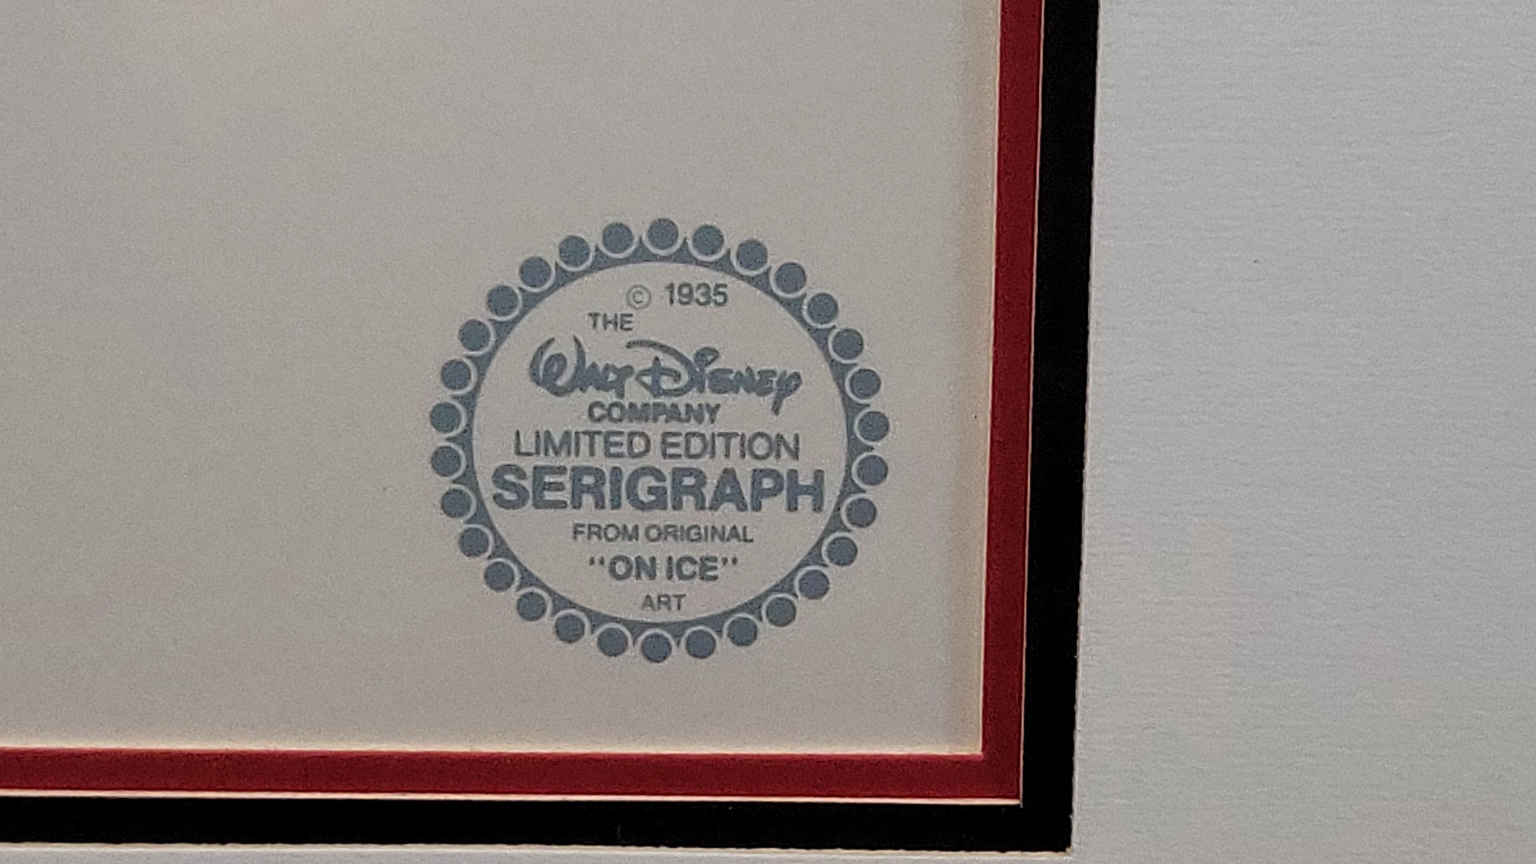 © 1935
THE
WALT DISNEY
COMPANY
LIMITED EDITION
SERIGRAPH
FROM ORIGINAL
"ON ICE"
ART